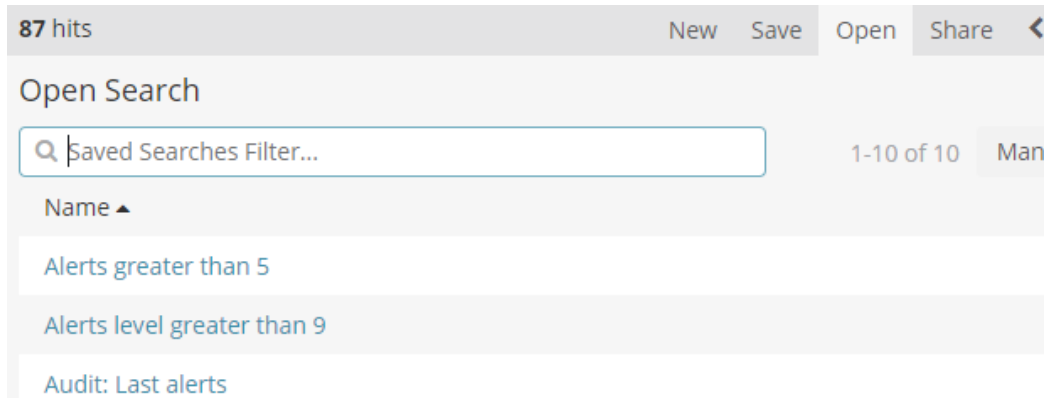 87 hits New Save Open Share
Open Search
Saved Searches Filter... 1-10 of 10 Man
Name
Alerts greater than 5
Alerts level greater than 9
Audit: Last alerts